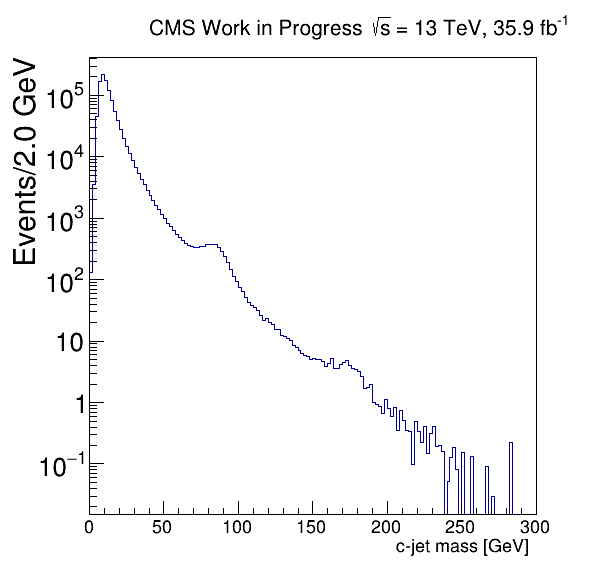 CMS Work in Progress √s = 13 TeV, 35.9 fb⁻¹
Events/2.0 GeV
10⁵
10⁴
10³
10²
10
1
10⁻¹
0 50 100 150 200 250 300
c-jet mass [GeV]